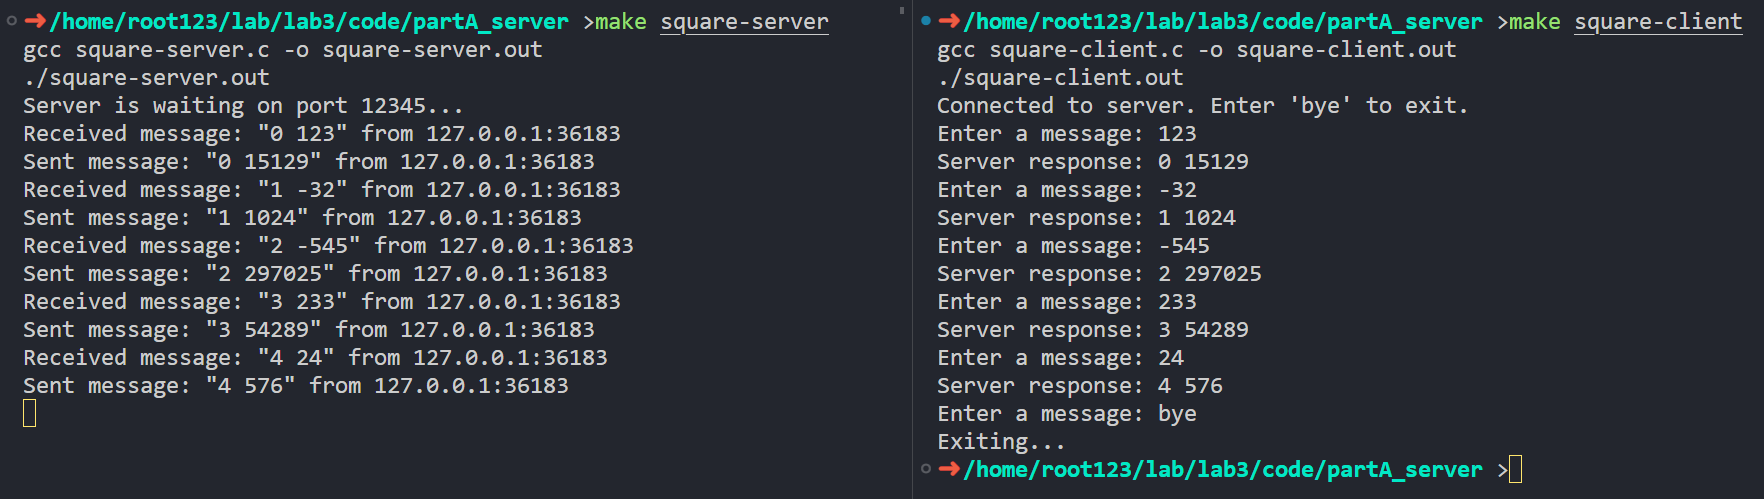 ➜/home/root123/lab/lab3/code/partA_server >make square-server
gcc square-server.c -o square-server.out
./square-server.out
Server is waiting on port 12345...
Received message: "0 123" from 127.0.0.1:36183
Sent message: "0 15129" from 127.0.0.1:36183
Received message: "1 -32" from 127.0.0.1:36183
Sent message: "1 1024" from 127.0.0.1:36183
Received message: "2 -545" from 127.0.0.1:36183
Sent message: "2 297025" from 127.0.0.1:36183
Received message: "3 233" from 127.0.0.1:36183
Sent message: "3 54289" from 127.0.0.1:36183
Received message: "4 24" from 127.0.0.1:36183
Sent message: "4 576" from 127.0.0.1:36183
➜/home/root123/lab/lab3/code/partA_server >make square-client
gcc square-client.c -o square-client.out
./square-client.out
Connected to server. Enter 'bye' to exit.
Enter a message: 123
Server response: 0 15129
Enter a message: -32
Server response: 1 1024
Enter a message: -545
Server response: 2 297025
Enter a message: 233
Server response: 3 54289
Enter a message: 24
Server response: 4 576
Enter a message: bye
Exiting...
➜/home/root123/lab/lab3/code/partA_server >